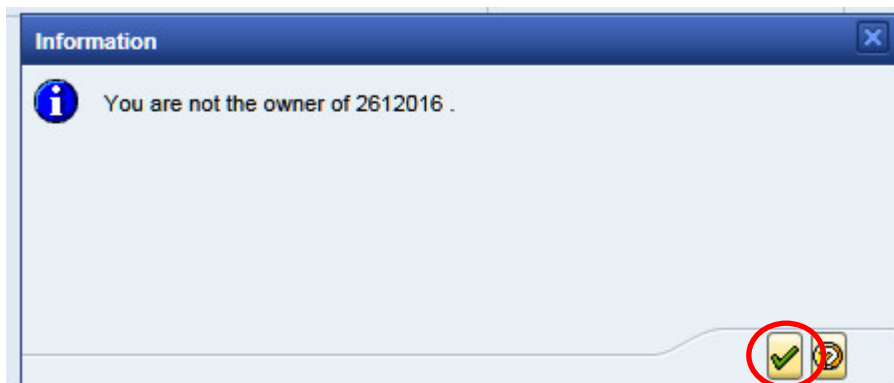 Information
You are not the owner of 2612016 .